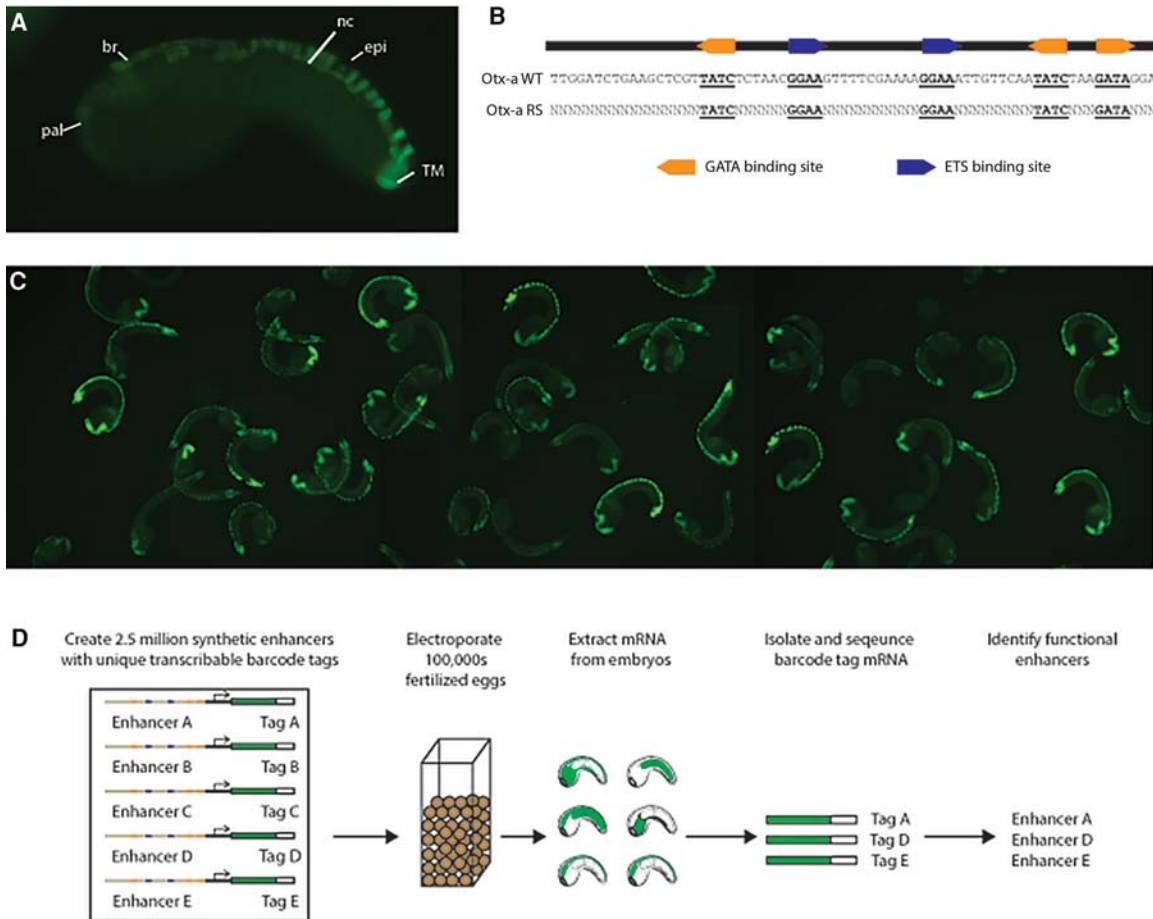 A
br
nc
epi
pal
TM
B
Otx-a WT TTGGATCTGAAGCTCGTTATCTCTAACGGAAGTTTTCGAAAAGGAAATTGTTCAATATCTAAGATAGGA
Otx-a RS NNNNNNNNNNNNNNNNNTATCNNNNNNGGAANNNNNNNNNNNGGAANNNNNNNNNTATCNNNGATANNN
GATA binding site
ETS binding site
C
D
Create 2.5 million synthetic enhancers
with unique transcribable barcode tags
Enhancer A Tag A
Enhancer B Tag B
Enhancer C Tag C
Enhancer D Tag D
Enhancer E Tag E
Electroporate
100,000s
fertilized eggs
Extract mRNA
from embryos
Isolate and seqeunce
barcode tag mRNA
Tag A
Tag D
Tag E
Identify functional
enhancers
Enhancer A
Enhancer D
Enhancer E